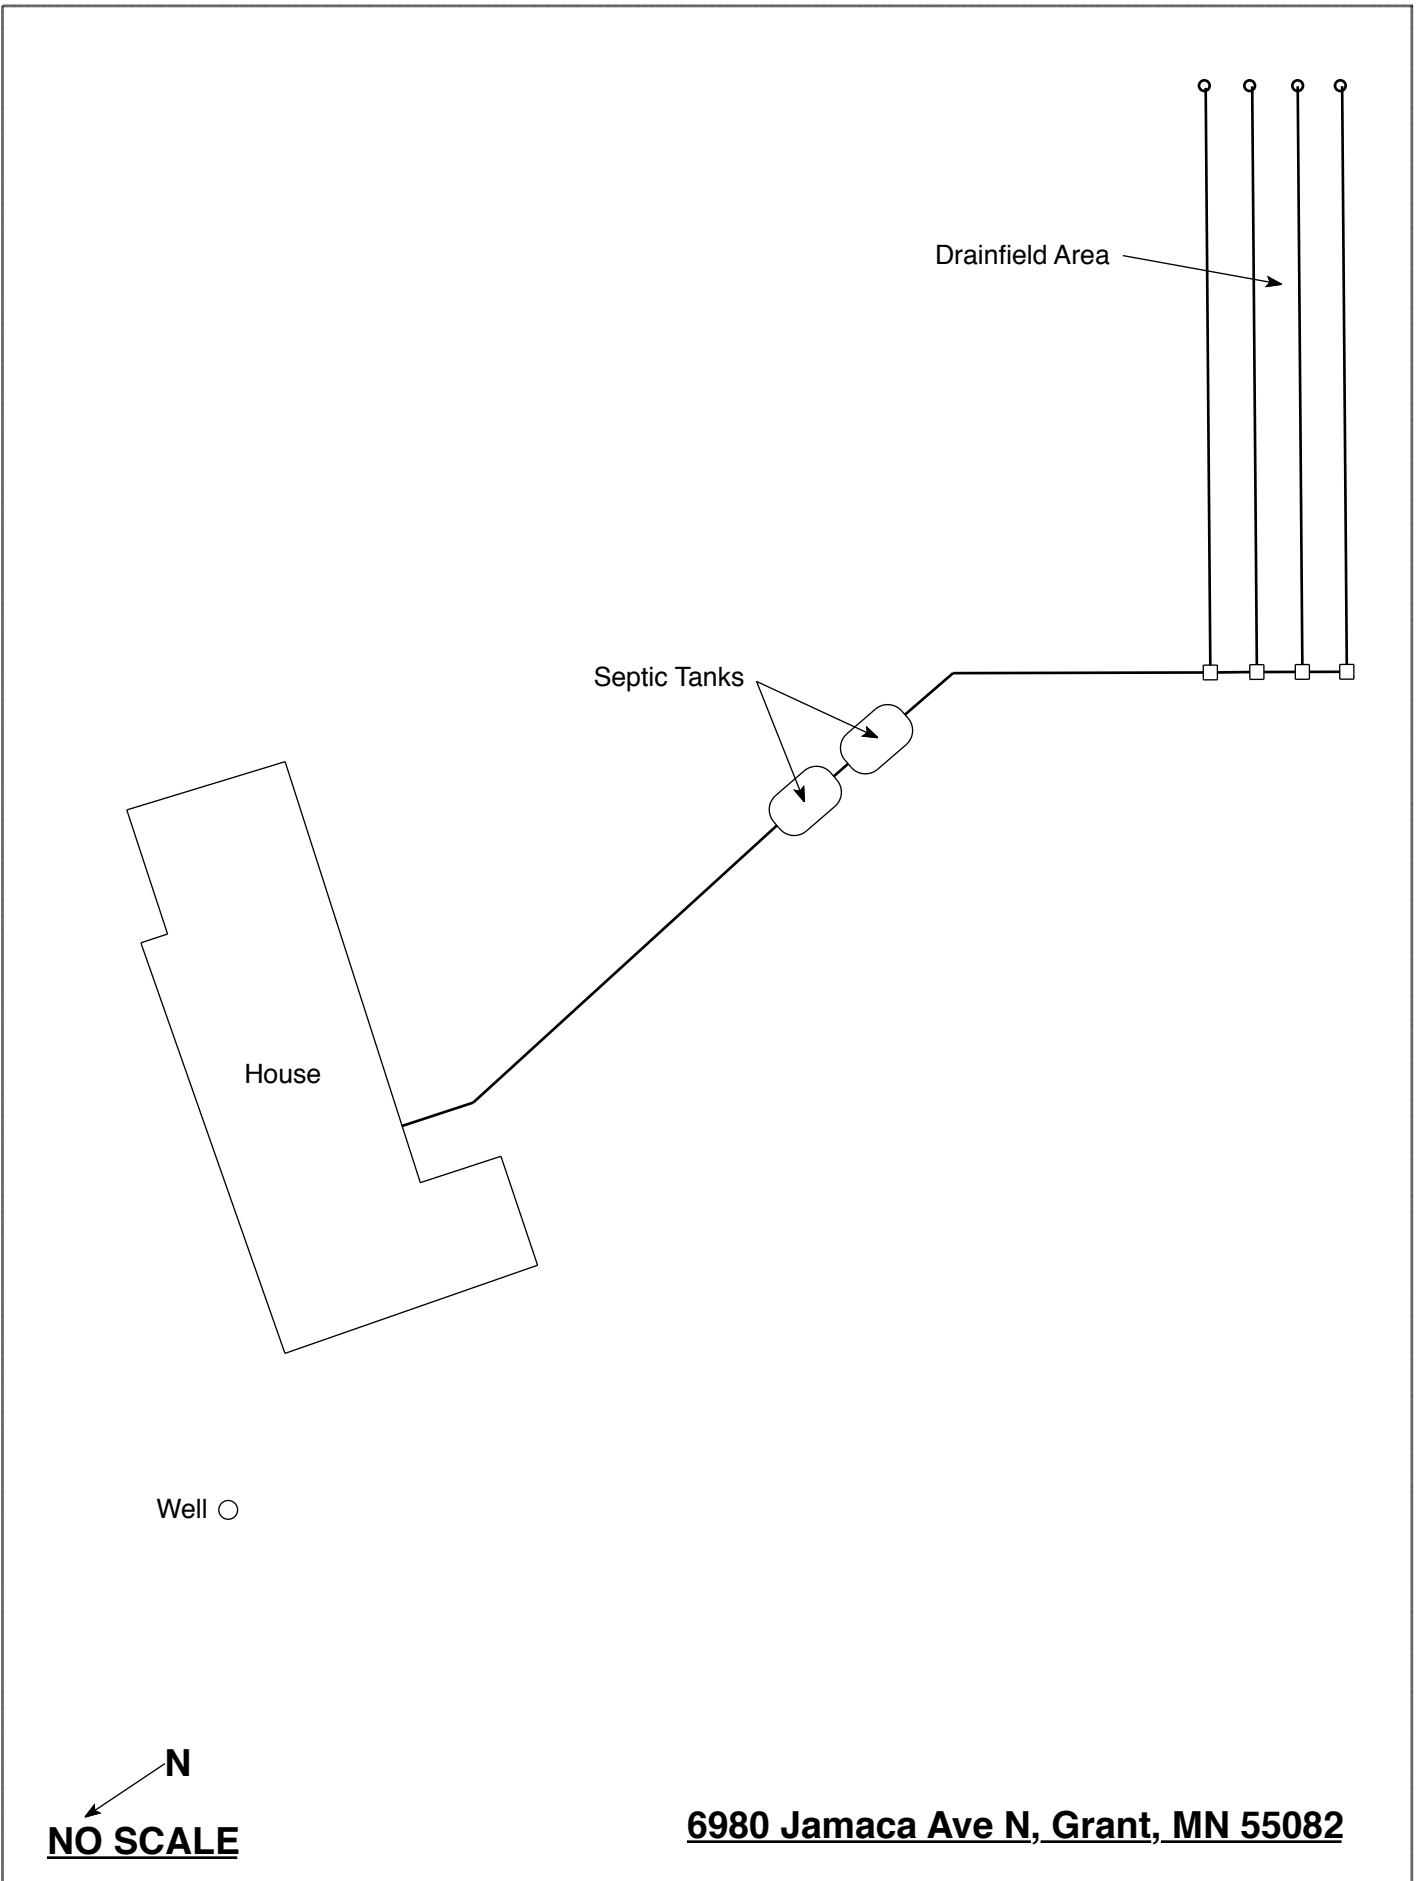 Drainfield Area
Septic Tanks
House
Well
N
NO SCALE
6980 Jamaca Ave N, Grant, MN 55082